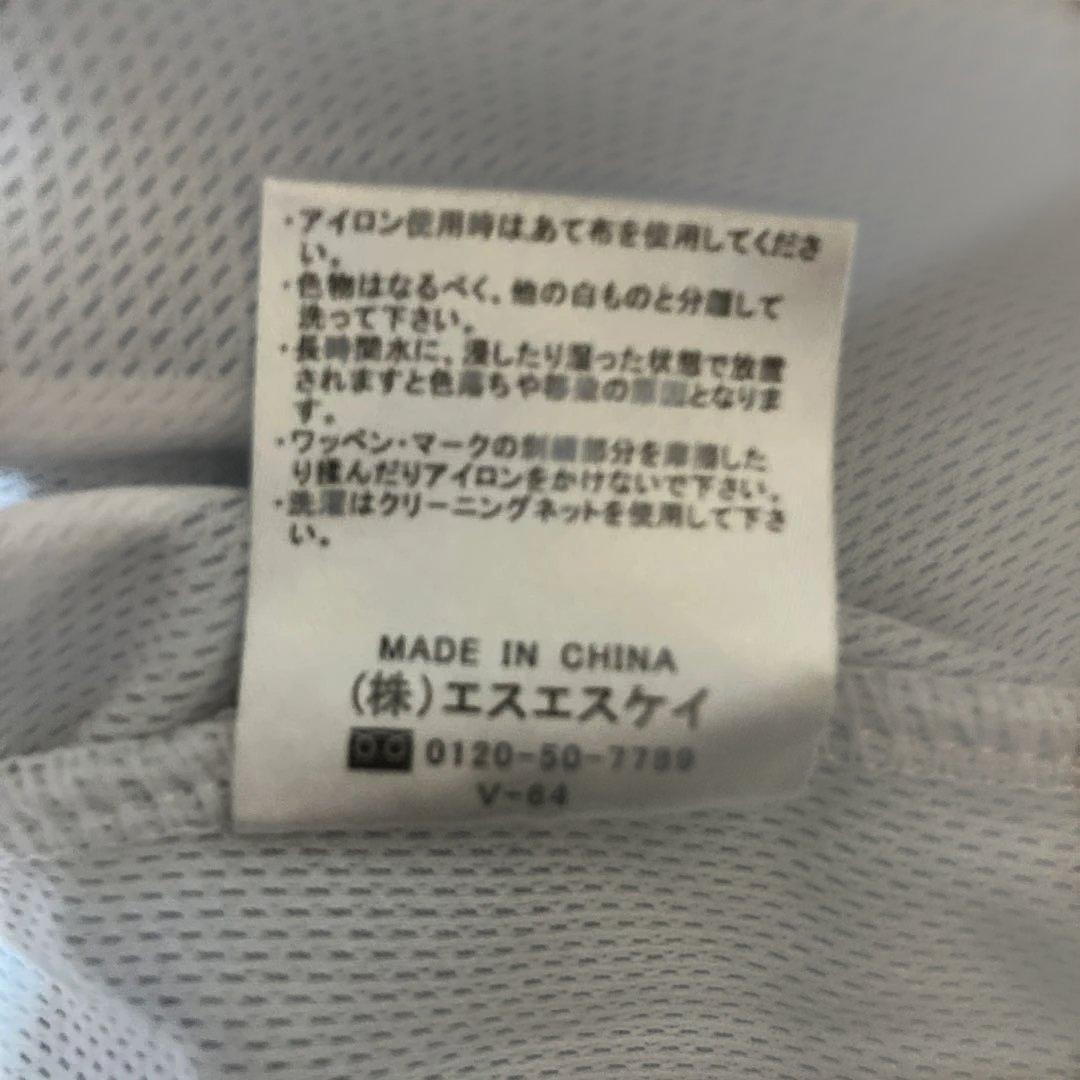 ・アイロン使用時は、あて布を使用してくださ
い。
・色物はなるべく、他の白ものと分離して
洗って下さい。
・長時間水に、浸したり湿った状態で放置
されますと色落ちや の となりま
す。
・ワッペン・マークの刺繍部分を摩擦した
り揉んだりアイロンをかけないで下さい。
・洗濯はクリーニングネットを使用して下さ
い。
MADE IN CHINA
(株)エスエスケイ
0120-50-7789
V-64